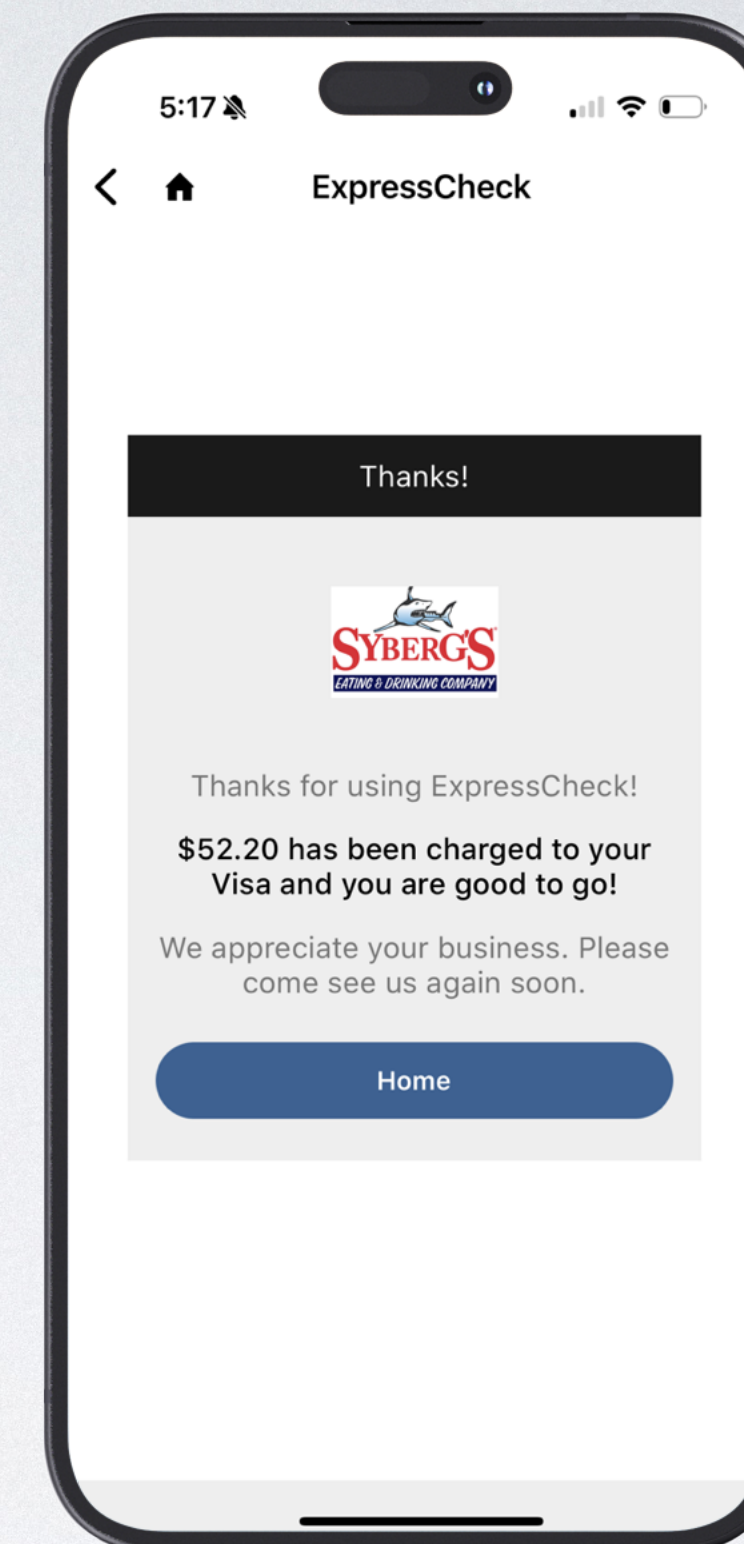 5:17
ExpressCheck
Thanks!
SYBERG'S
EATING & DRINKING COMPANY
Thanks for using ExpressCheck!
$52.20 has been charged to your
Visa and you are good to go!
We appreciate your business. Please
come see us again soon.
Home